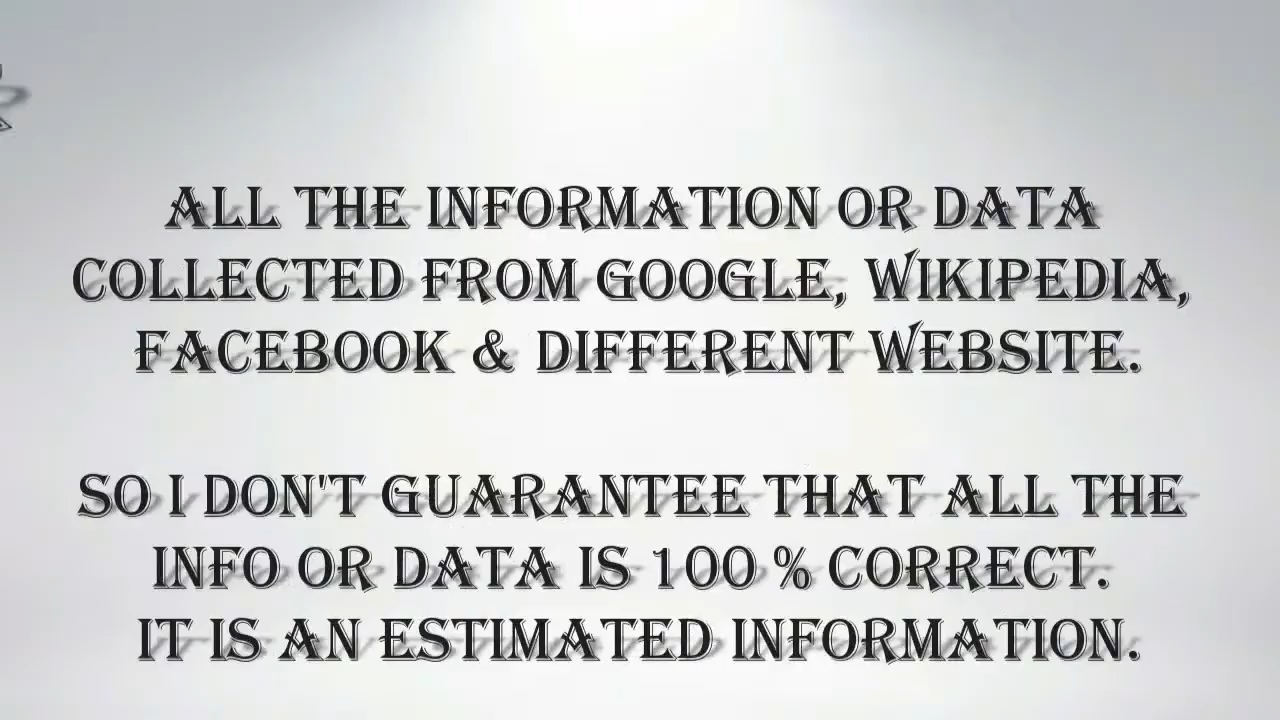 ALL THE INFORMATION OR DATA
COLLECTED FROM GOOGLE, WIKIPEDIA,
FACEBOOK & DIFFERENT WEBSITE.
SO I DON'T GUARANTEE THAT ALL THE
INFO OR DATA IS 100 % CORRECT.
IT IS AN ESTIMATED INFORMATION.